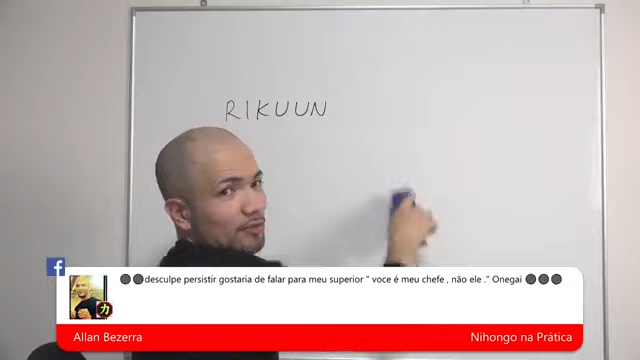 RIKUUN
f
desculpe persistir gostaria de falar para meu superior " voce é meu chefe , não ele ." Onegai
力
Allan Bezerra
Nihongo na Prática